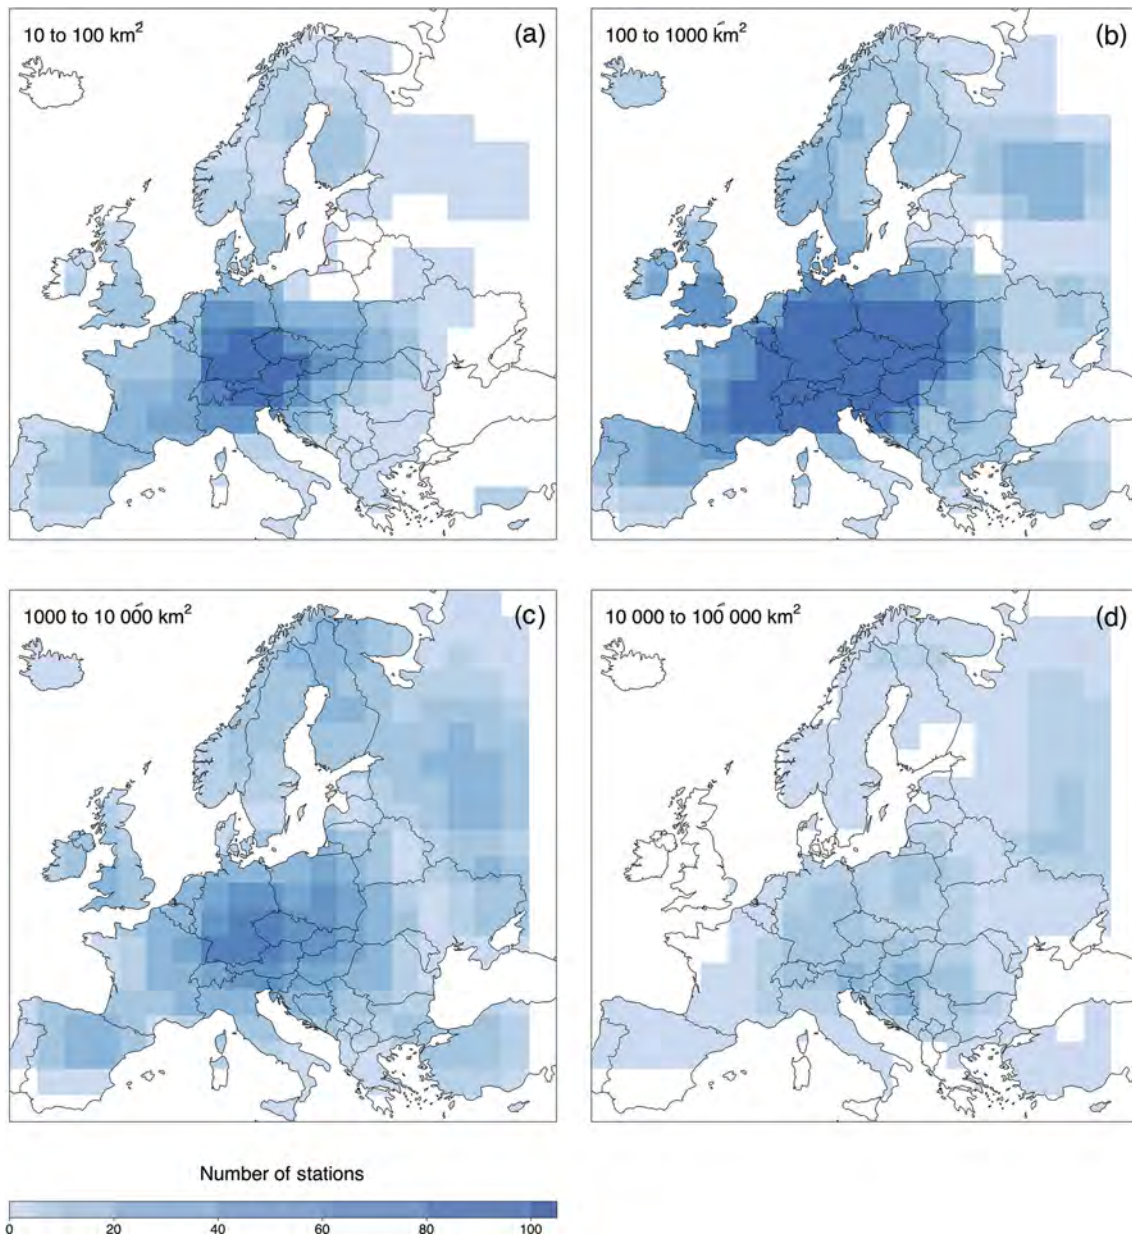 10 to 100 km²
(a)
100 to 1000 km²
(b)
1000 to 10 000 km²
(c)
10 000 to 100 000 km²
(d)
Number of stations
0 20 40 60 80 100